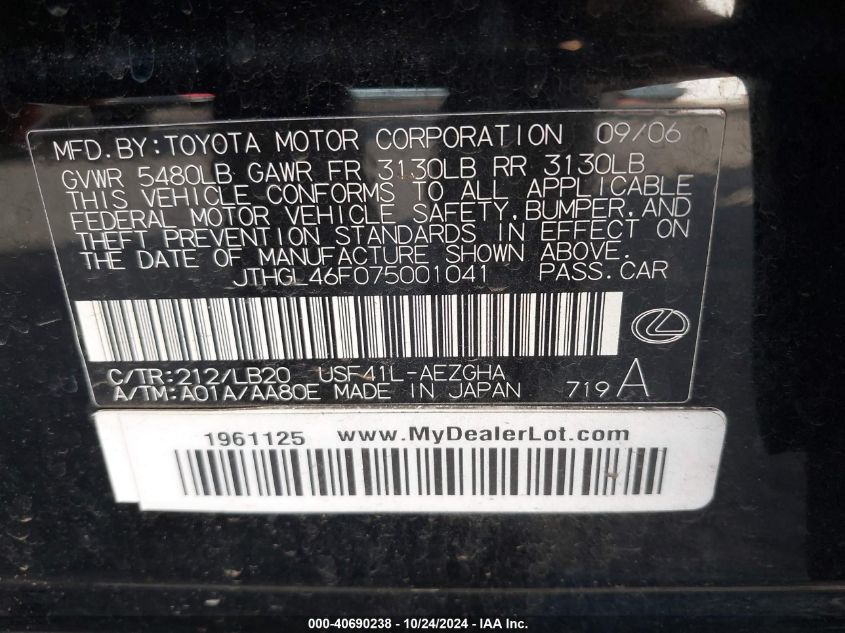 MFD.BY:TOYOTA MOTOR CORPORATION 09/06
GVWR 5480LB GAWR FR 3130LB RR 3130LB
THIS VEHICLE CONFORMS TO ALL APPLICABLE
FEDERAL MOTOR VEHICLE SAFETY,BUMPER,AND
THEFT PREVENTION STANDARDS IN EFFECT ON
THE DATE OF MANUFACTURE SHOWN ABOVE.
JTHGL46F075001041 PASS.CAR
C/TR:212/LB20 USF41L-AEZGHA
A/TM:A01A/AA80E MADE IN JAPAN 719A
1961125 www.MyDealerLot.com
000-40690238 - 10/24/2024 - IAA Inc.